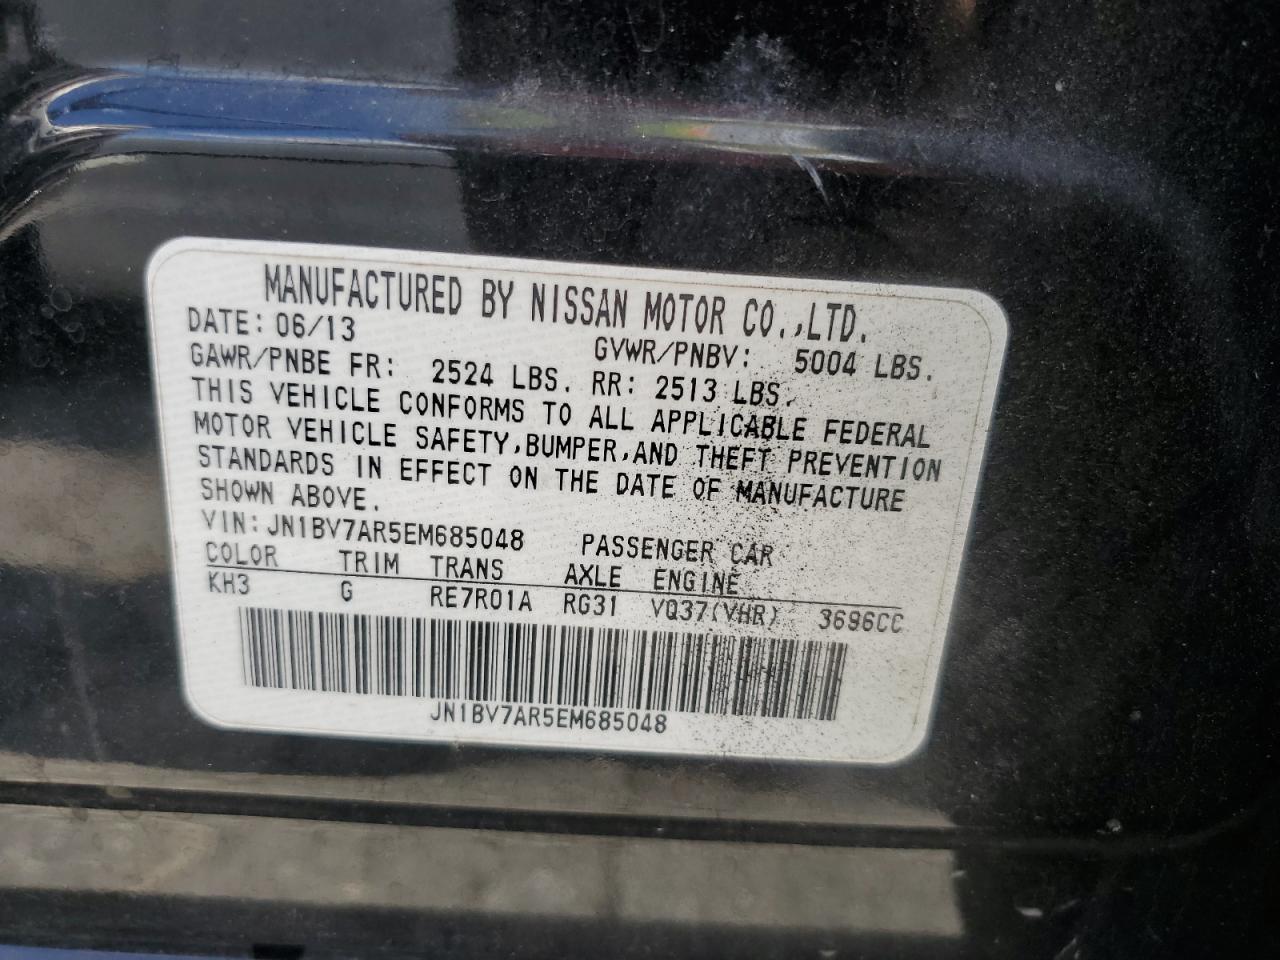 MANUFACTURED BY NISSAN MOTOR CO.,LTD.
DATE: 06/13 GVWR/PNBV: 5004 LBS.
GAWR/PNBE FR: 2524 LBS. RR: 2513 LBS.
THIS VEHICLE CONFORMS TO ALL APPLICABLE FEDERAL
MOTOR VEHICLE SAFETY,BUMPER,AND THEFT PREVENTION
STANDARDS IN EFFECT ON THE DATE OF MANUFACTURE
SHOWN ABOVE.
VIN:JN1BV7AR5EM685048 PASSENGER CAR
COLOR TRIM TRANS AXLE ENGINE
KH3 G RE7R01A RG31 VQ37(VHR) 3696CC
JN1BV7AR5EM685048